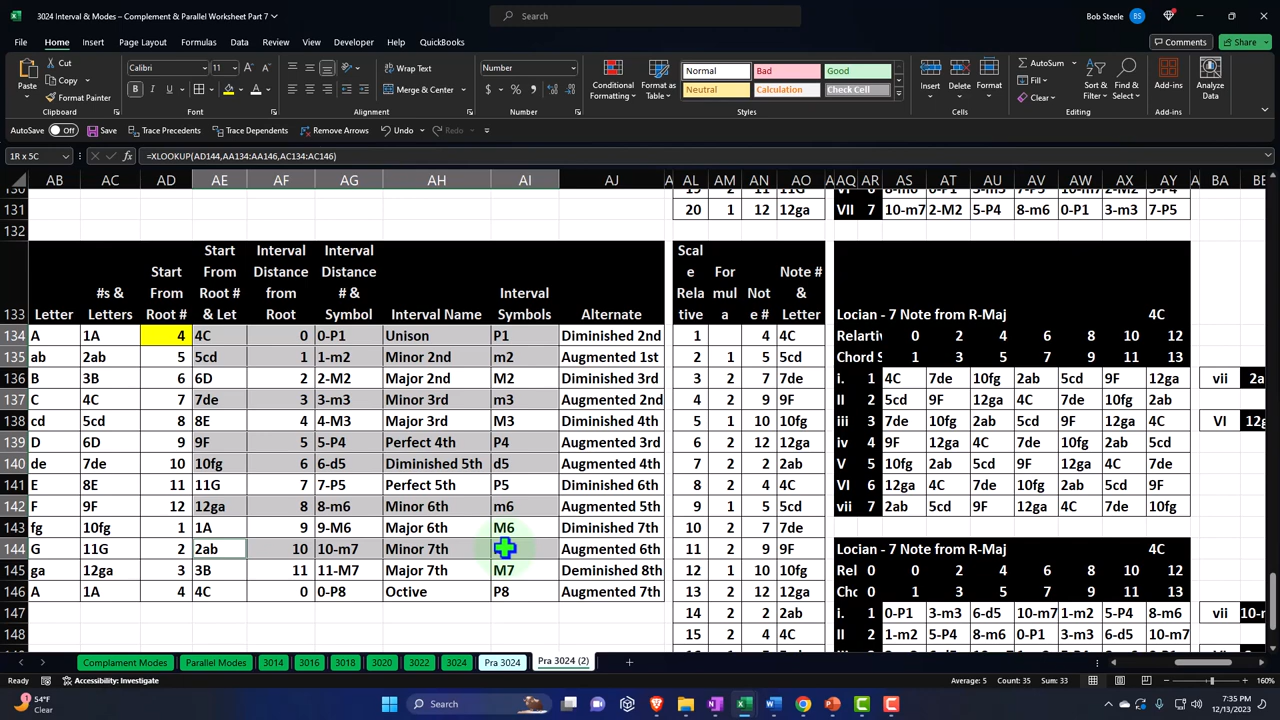 3024 Interval & Modes – Complement & Parallel Worksheet Part 7
Search
Bob Steele BS
File Home Insert Page Layout Formulas Data Review View Developer Help QuickBooks Comments Share
Cut Calibri 11 Wrap Text Number Normal Bad Good AutoSum
Copy Neutral Calculation Check Cell Fill
Paste Format Painter Merge & Center Conditional Formatting Format as Table Clear Insert Delete Format Sort & Filter Find & Select Add-ins Analyze Data
Clipboard Font Alignment Number Styles Cells Editing Add-ins
AutoSave Off Save Trace Precedents Trace Dependents Remove Arrows Undo Preview
1R x 5C =XLOOKUP(AD144,AA134:AA146,AC134:AC146)
AB AC AD AE AF AG AH AI AJ A AL AM AN AO A AQ AR AS AT AU AV AW AX AY A BA
131 20 1 12 12ga VII 7 10-m7 2-M2 5-P4 8-m6 0-P1 3-m3 7-P5
132
133 Letter #s & Letters Start From Root # Start From Root # & Let Interval Distance from Root Interval Distance # & Symbol Interval Name Interval Symbols Alternate Scal e Rela tive For mul a Not e # Note # & Letter Locian - 7 Note from R-Maj 4C
134 A 1A 4 4C 0 0-P1 Unison P1 Diminished 2nd 1 4 4C Relartiv 0 2 4 6 8 10 12
135 ab 2ab 5 5cd 1 1-m2 Minor 2nd m2 Augmented 1st 2 1 5 5cd Chord S 1 3 5 7 9 11 13
136 B 3B 6 6D 2 2-M2 Major 2nd M2 Diminished 3rd 3 2 7 7de i. 1 4C 7de 10fg 2ab 5cd 9F 12ga vii 2a
137 C 4C 7 7de 3 3-m3 Minor 3rd m3 Augmented 2nd 4 2 9 9F II 2 5cd 9F 12ga 4C 7de 10fg 2ab
138 cd 5cd 8 8E 4 4-M3 Major 3rd M3 Diminished 4th 5 1 10 10fg iii 3 7de 10fg 2ab 5cd 9F 12ga 4C VI 12g
139 D 6D 9 9F 5 5-P4 Perfect 4th P4 Augmented 3rd 6 2 12 12ga iv 4 9F 12ga 4C 7de 10fg 2ab 5cd
140 de 7de 10 10fg 6 6-d5 Diminished 5th d5 Augmented 4th 7 2 2 2ab V 5 10fg 2ab 5cd 9F 12ga 4C 7de
141 E 8E 11 11G 7 7-P5 Perfect 5th P5 Diminished 6th 8 2 4 4C VI 6 12ga 4C 7de 10fg 2ab 5cd 9F
142 F 9F 12 12ga 8 8-m6 Minor 6th m6 Augmented 5th 9 1 5 5cd vii 7 2ab 5cd 9F 12ga 4C 7de 10fg
143 fg 10fg 1 1A 9 9-M6 Major 6th M6 Diminished 7th 10 2 7 7de
144 G 11G 2 2ab 10 10-m7 Minor 7th Augmented 6th 11 2 9 9F Locian - 7 Note from R-Maj 4C
145 ga 12ga 3 3B 11 11-M7 Major 7th M7 Deminished 8th 12 1 10 10fg Rel 0 2 4 6 8 10 12
146 A 1A 4 4C 0 0-P8 Octive P8 Augmented 7th 13 2 12 12ga Chc 1 3 5 7 9 11 13
147 14 2 2 2ab i. 1 0-P1 3-m3 6-d5 10-m7 1-m2 5-P4 8-m6 vii 10-
148 15 2 4 4C II 2 1-m2 5-P4 8-m6 0-P1 3-m3 6-d5 10-m7
Complament Modes Parallel Modes 3014 3016 3018 3020 3022 3024 Pra 3024 Pra 3024 (2)
Ready Accessibility: Investigate Average: 5 Count: 35 Sum: 33 160%
54°F
Clear Search 7:35 PM
12/13/2023